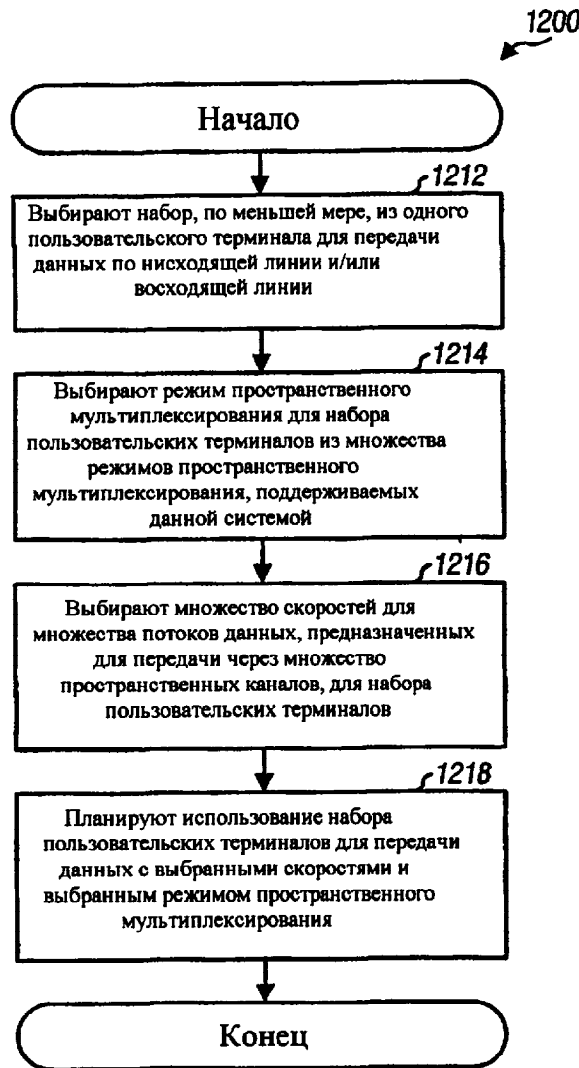 1200
Начало
1212
Выбирают набор, по меньшей мере, из одного
пользовательского терминала для передачи
данных по нисходящей линии и/или
восходящей линии
1214
Выбирают режим пространственного
мультиплексирования для набора
пользовательских терминалов из множества
режимов пространственного
мультиплексирования, поддерживаемых
данной системой
1216
Выбирают множество скоростей для
множества потоков данных, предназначенных
для передачи через множество
пространственных каналов, для набора
пользовательских терминалов
1218
Планируют использование набора
пользовательских терминалов для передачи
данных с выбранными скоростями и
выбранным режимом пространственного
мультиплексирования
Конец